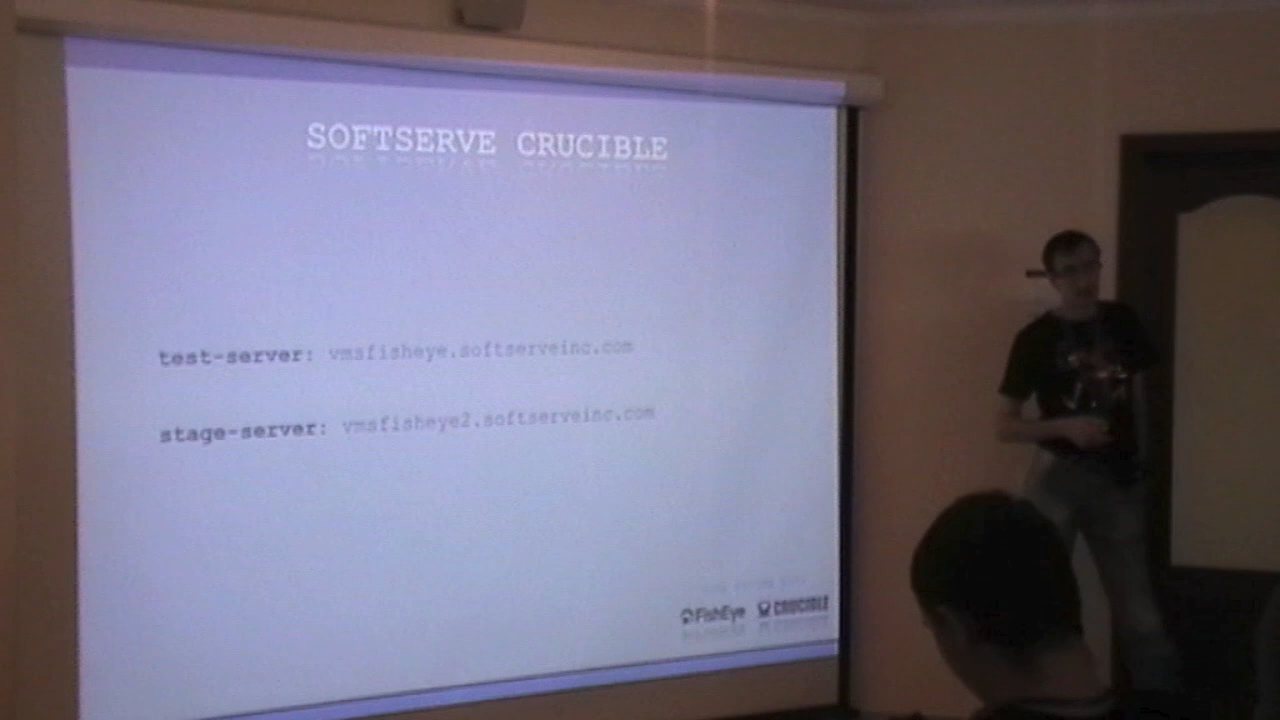 SOFTSERVE CRUCIBLE
test-server: vmsfisheye.softserveinc.com
stage-server: vmsfisheye2.softserveinc.com
FishEye CRUCIBLE